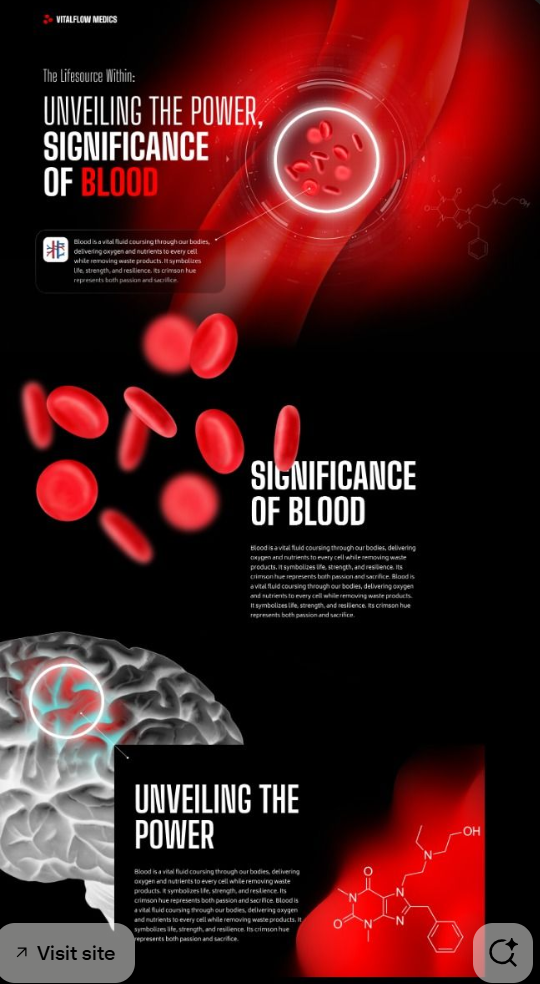 VITALFLOW MEDICS
The Lifesource Within:
UNVEILING THE POWER,
SIGNIFICANCE
OF BLOOD
Blood is a vital fluid coursing through our bodies,
delivering oxygen and nutrients to every cell
while removing waste products. It symbolizes
life, strength, and resilience. Its crimson hue
represents both passion and sacrifice.
SIGNIFICANCE
OF BLOOD
Blood is a vital fluid coursing through our bodies, delivering
oxygen and nutrients to every cell while removing waste
products. It symbolizes life, strength, and resilience. Its
crimson hue represents both passion and sacrifice. Blood is
a vital fluid coursing through our bodies, delivering oxygen
and nutrients to every cell while removing waste products.
It symbolizes life, strength, and resilience. Its crimson hue
represents both passion and sacrifice.
UNVEILING THE
POWER
Blood is a vital fluid coursing through our bodies, delivering
oxygen and nutrients to every cell while removing waste
products. It symbolizes life, strength, and resilience. Its
crimson hue represents both passion and sacrifice. Blood is
a vital fluid coursing through our bodies, delivering oxygen
and nutrients to every cell while removing waste products. It
symbolizes life, strength, and resilience. Its crimson hue
represents both passion and sacrifice.
OH
N
O
N
N
O
N
N
Visit site